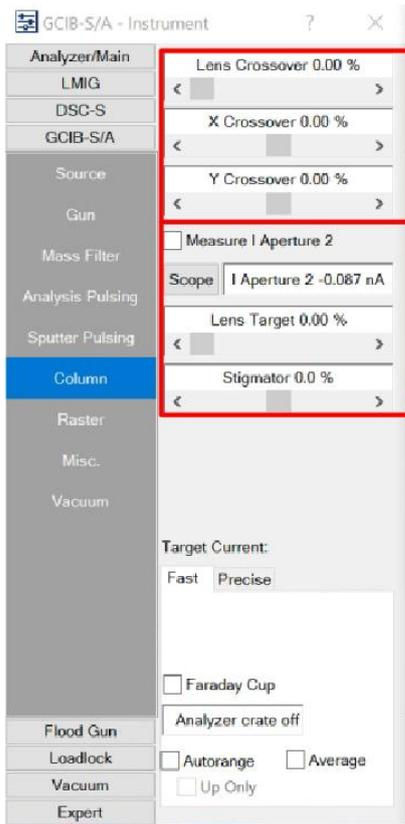 GCIB-S/A - Instrument ? ×
Analyzer/Main
LMIG
DSC-S
GCIB-S/A
Source
Gun
Mass Filter
Analysis Pulsing
Sputter Pulsing
Column
Raster
Misc.
Vacuum
Flood Gun
Loadlock
Vacuum
Expert
Lens Crossover 0.00 %
X Crossover 0.00 %
Y Crossover 0.00 %
Measure I Aperture 2
Scope I Aperture 2 -0.087 nA
Lens Target 0.00 %
Stigmator 0.0 %
Target Current:
Fast Precise
Faraday Cup
Analyzer crate off
Autorange Average
Up Only